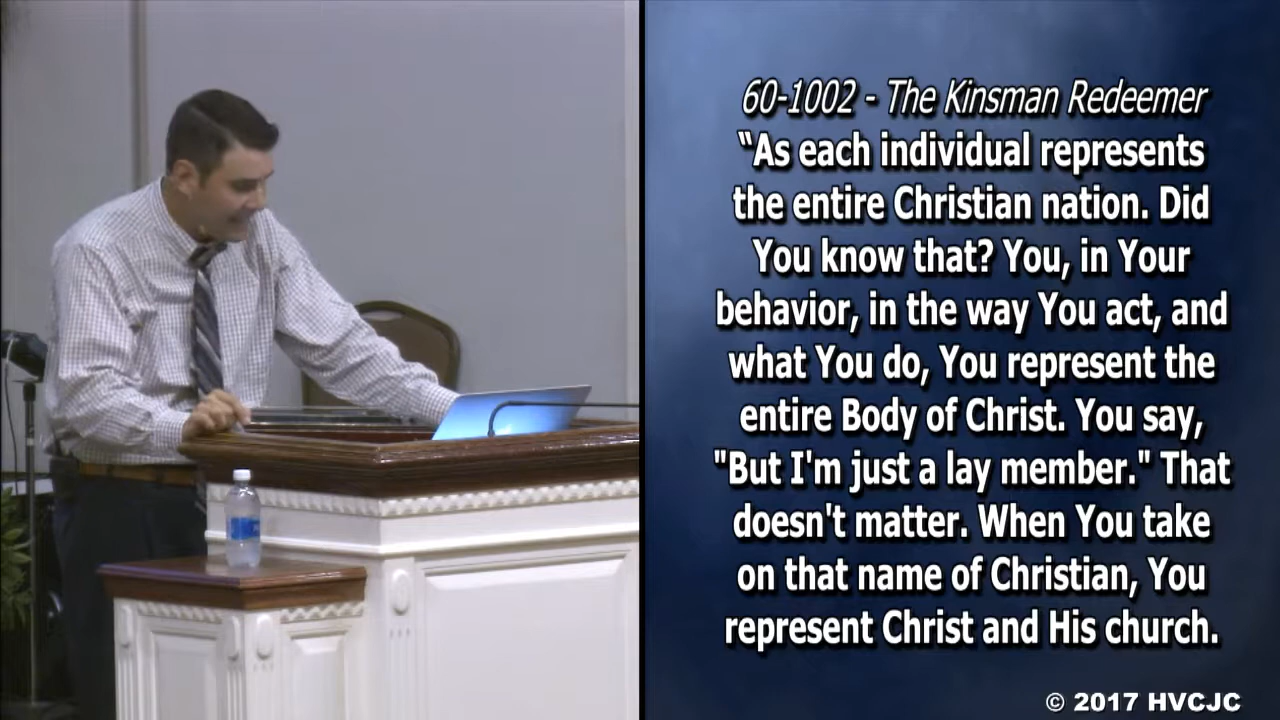 60-1002 - The Kinsman Redeemer
“As each individual represents
the entire Christian nation. Did
You know that? You, in Your
behavior, in the way You act, and
what You do, You represent the
entire Body of Christ. You say,
"But I'm just a lay member." That
doesn't matter. When You take
on that name of Christian, You
represent Christ and His church.
© 2017 HVCJC